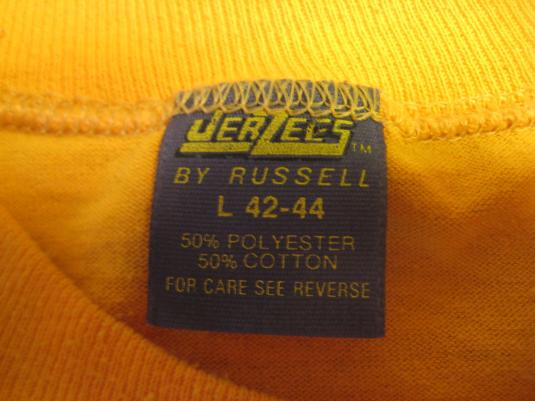 JERZEES TM
BY RUSSELL
L 42-44
50% POLYESTER
50% COTTON
FOR CARE SEE REVERSE